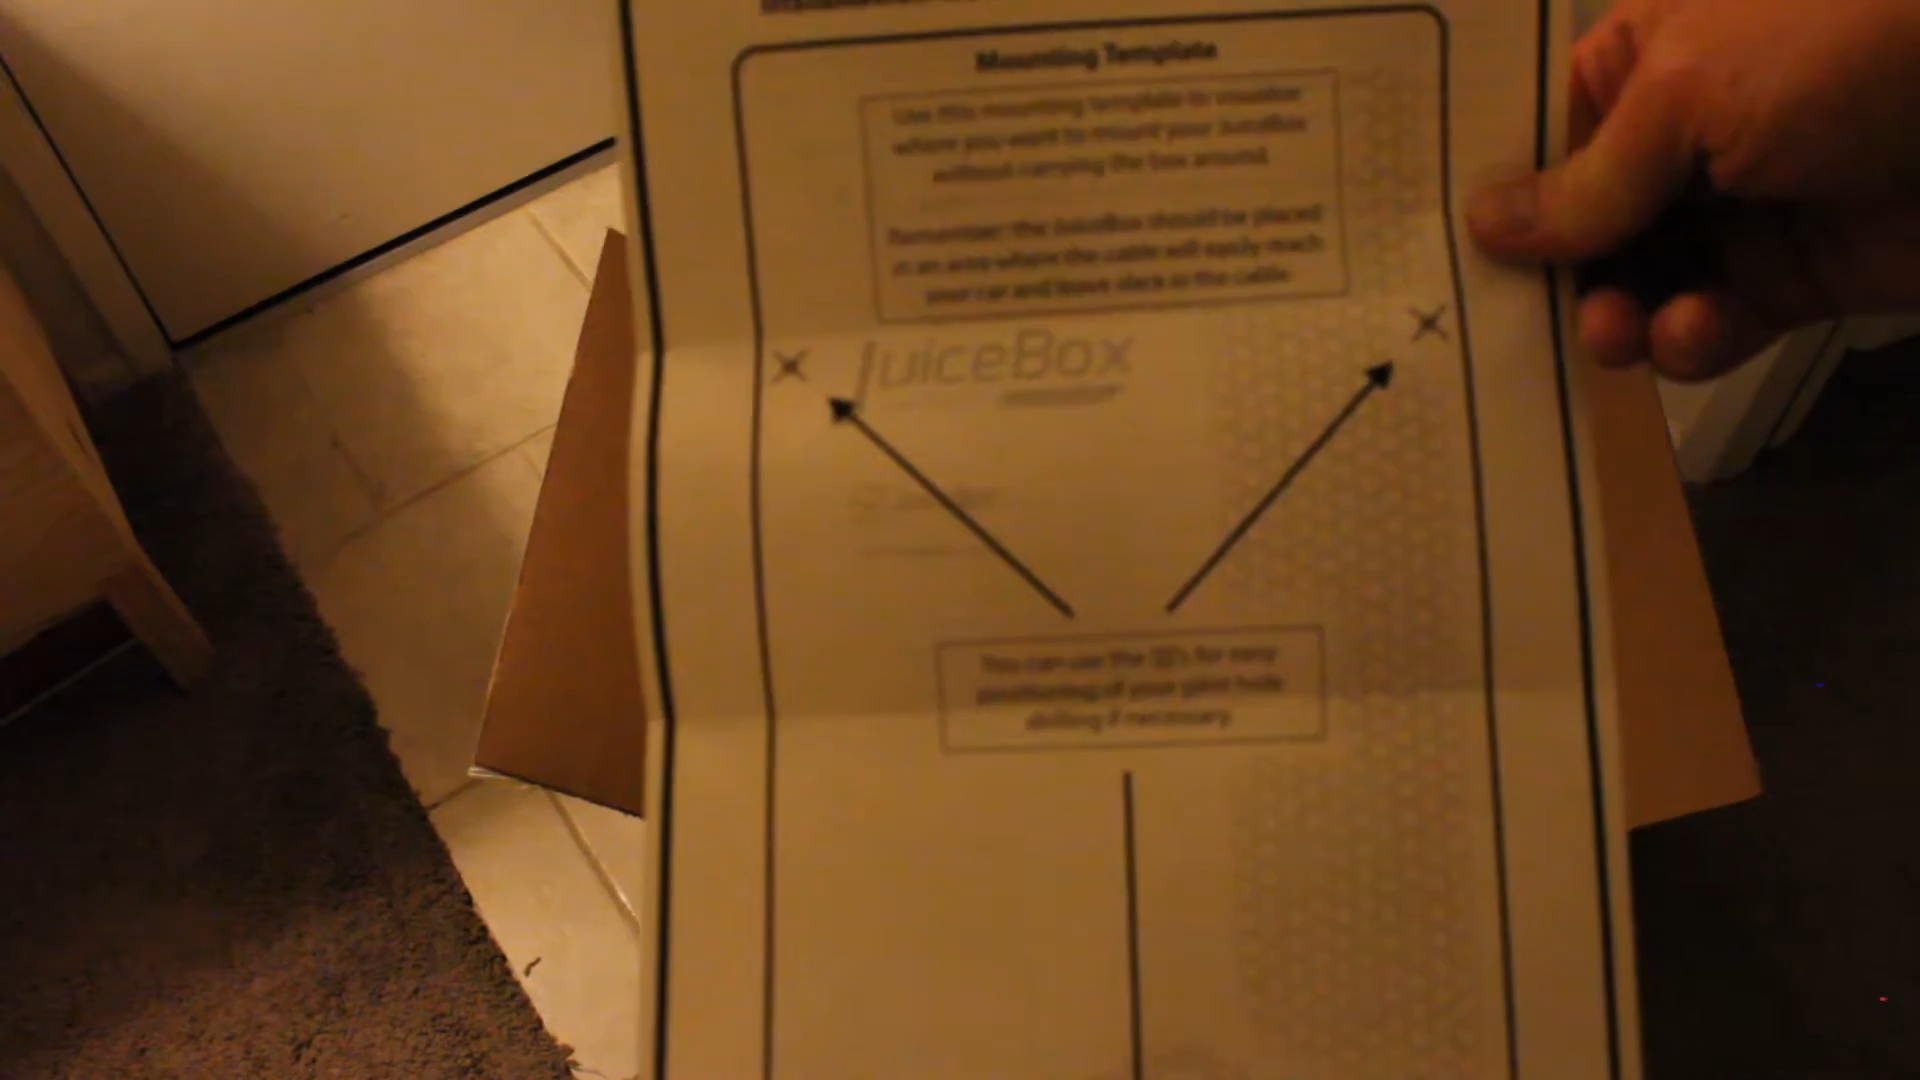 Mounting Template
Use this mounting template to visualize
where you want to mount your JuiceBox
without carrying the box around.
Remember: The JuiceBox should be placed
in an area where the cable will easily reach
your car and leave slack in the cable.
JuiceBox
You can use the for easy
positioning of your pilot hole
drilling if necessary.